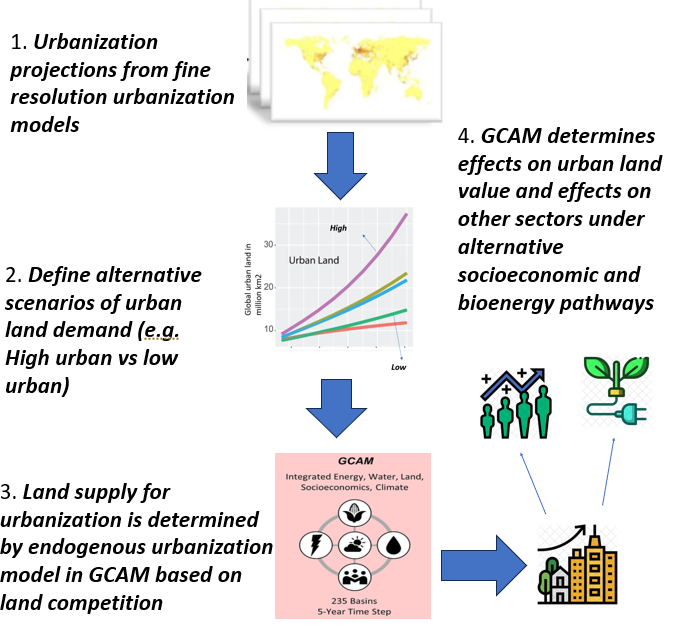 1. Urbanization
projections from fine
resolution urbanization
models
High
30
Urban Land
20
10
Global urban land in
million km2
Low
2. Define alternative
scenarios of urban
land demand (e.g.
High urban vs low
urban)
3. Land supply for
urbanization is determined
by endogenous urbanization
model in GCAM based on
land competition
GCAM
Integrated Energy, Water, Land,
Socioeconomics, Climate
235 Basins
5-Year Time Step
4. GCAM determines
effects on urban land
value and effects on
other sectors under
alternative
socioeconomic and
bioenergy pathways